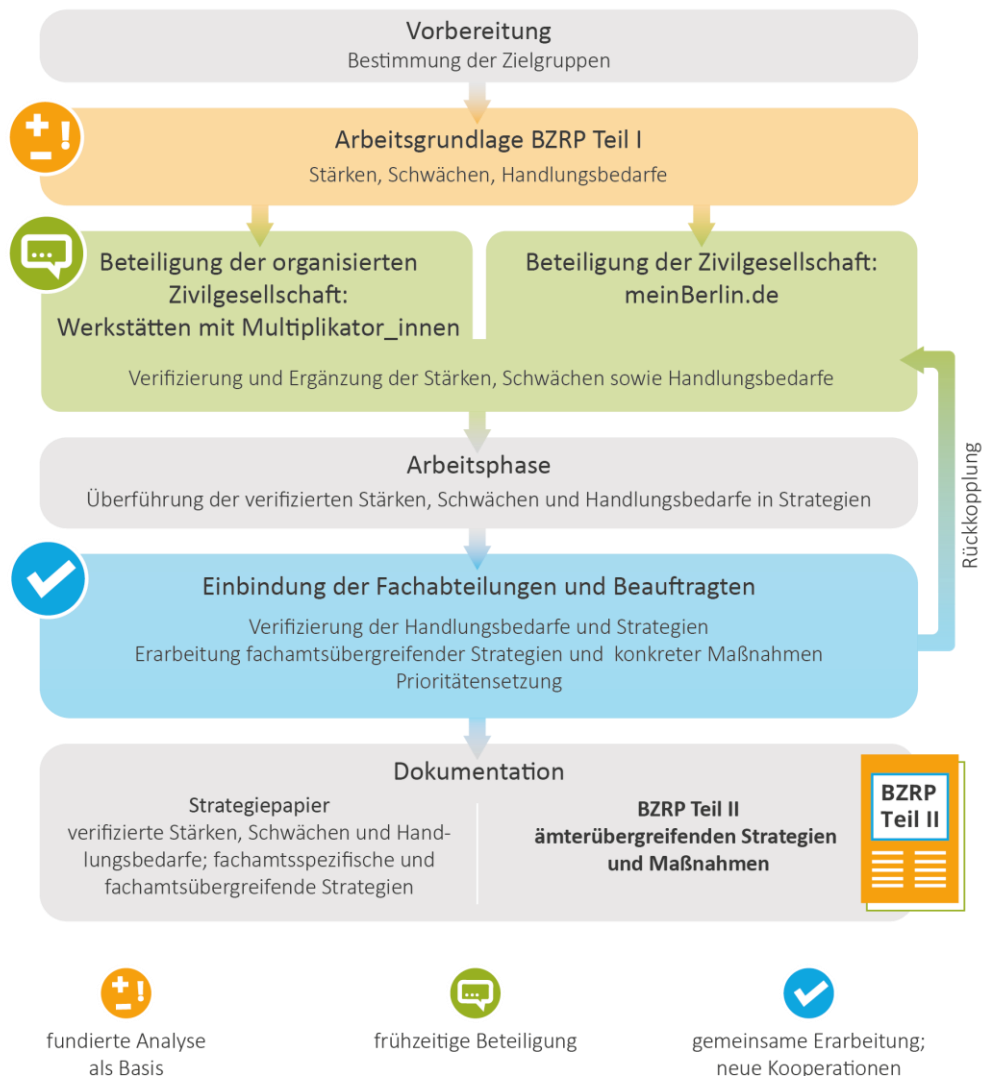 Vorbereitung
Bestimmung der Zielgruppen
Arbeitsgrundlage BZRP Teil I
Stärken, Schwächen, Handlungsbedarfe
Beteiligung der organisierten
Zivilgesellschaft:
Werkstätten mit Multiplikator_innen
Beteiligung der Zivilgesellschaft:
meinBerlin.de
Verifizierung und Ergänzung der Stärken, Schwächen sowie Handlungsbedarfe
Rückkopplung
Arbeitsphase
Überführung der verifizierten Stärken, Schwächen und Handlungsbedarfe in Strategien
Einbindung der Fachabteilungen und Beauftragten
Verifizierung der Handlungsbedarfe und Strategien
Erarbeitung fachamtsübergreifender Strategien und konkreter Maßnahmen
Prioritätensetzung
Dokumentation
Strategiepapier
verifizierte Stärken, Schwächen und Hand-
lungsbedarfe; fachamtsspezifische und
fachamtsübergreifende Strategien
BZRP Teil II
ämterübergreifenden Strategien
und Maßnahmen
BZRP
Teil II
fundierte Analyse
als Basis
frühzeitige Beteiligung
gemeinsame Erarbeitung;
neue Kooperationen